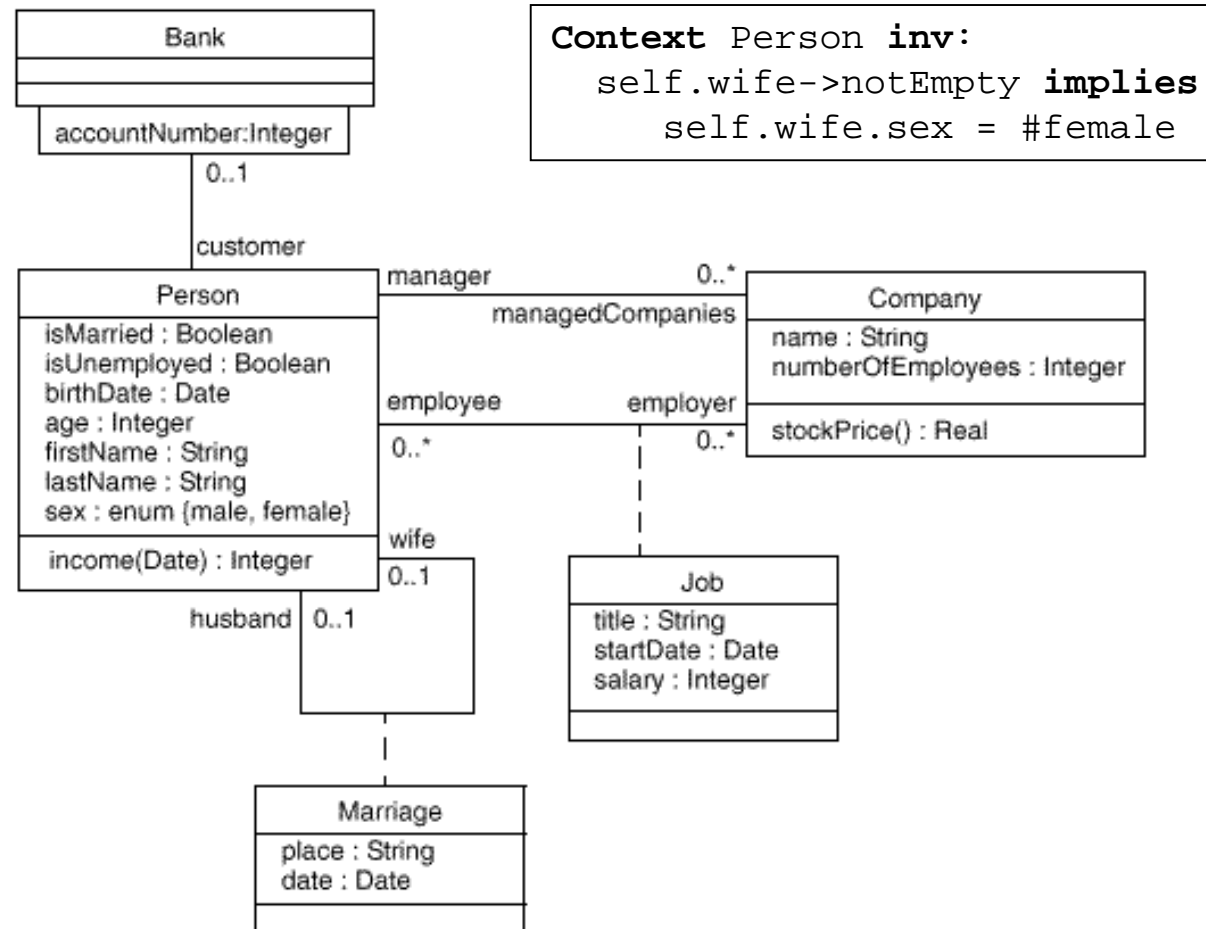 Bank
accountNumber:Integer
0..1
customer
Context Person inv:
self.wife->notEmpty implies
self.wife.sex = #female
Person
isMarried : Boolean
isUnemployed : Boolean
birthDate : Date
age : Integer
firstName : String
lastName : String
sex : enum {male, female}
income(Date) : Integer
manager
0..*
managedCompanies
employee
0..*
employer
0..*
Company
name : String
numberOfEmployees : Integer
stockPrice() : Real
wife
0..1
husband
0..1
Job
title : String
startDate : Date
salary : Integer
Marriage
place : String
date : Date